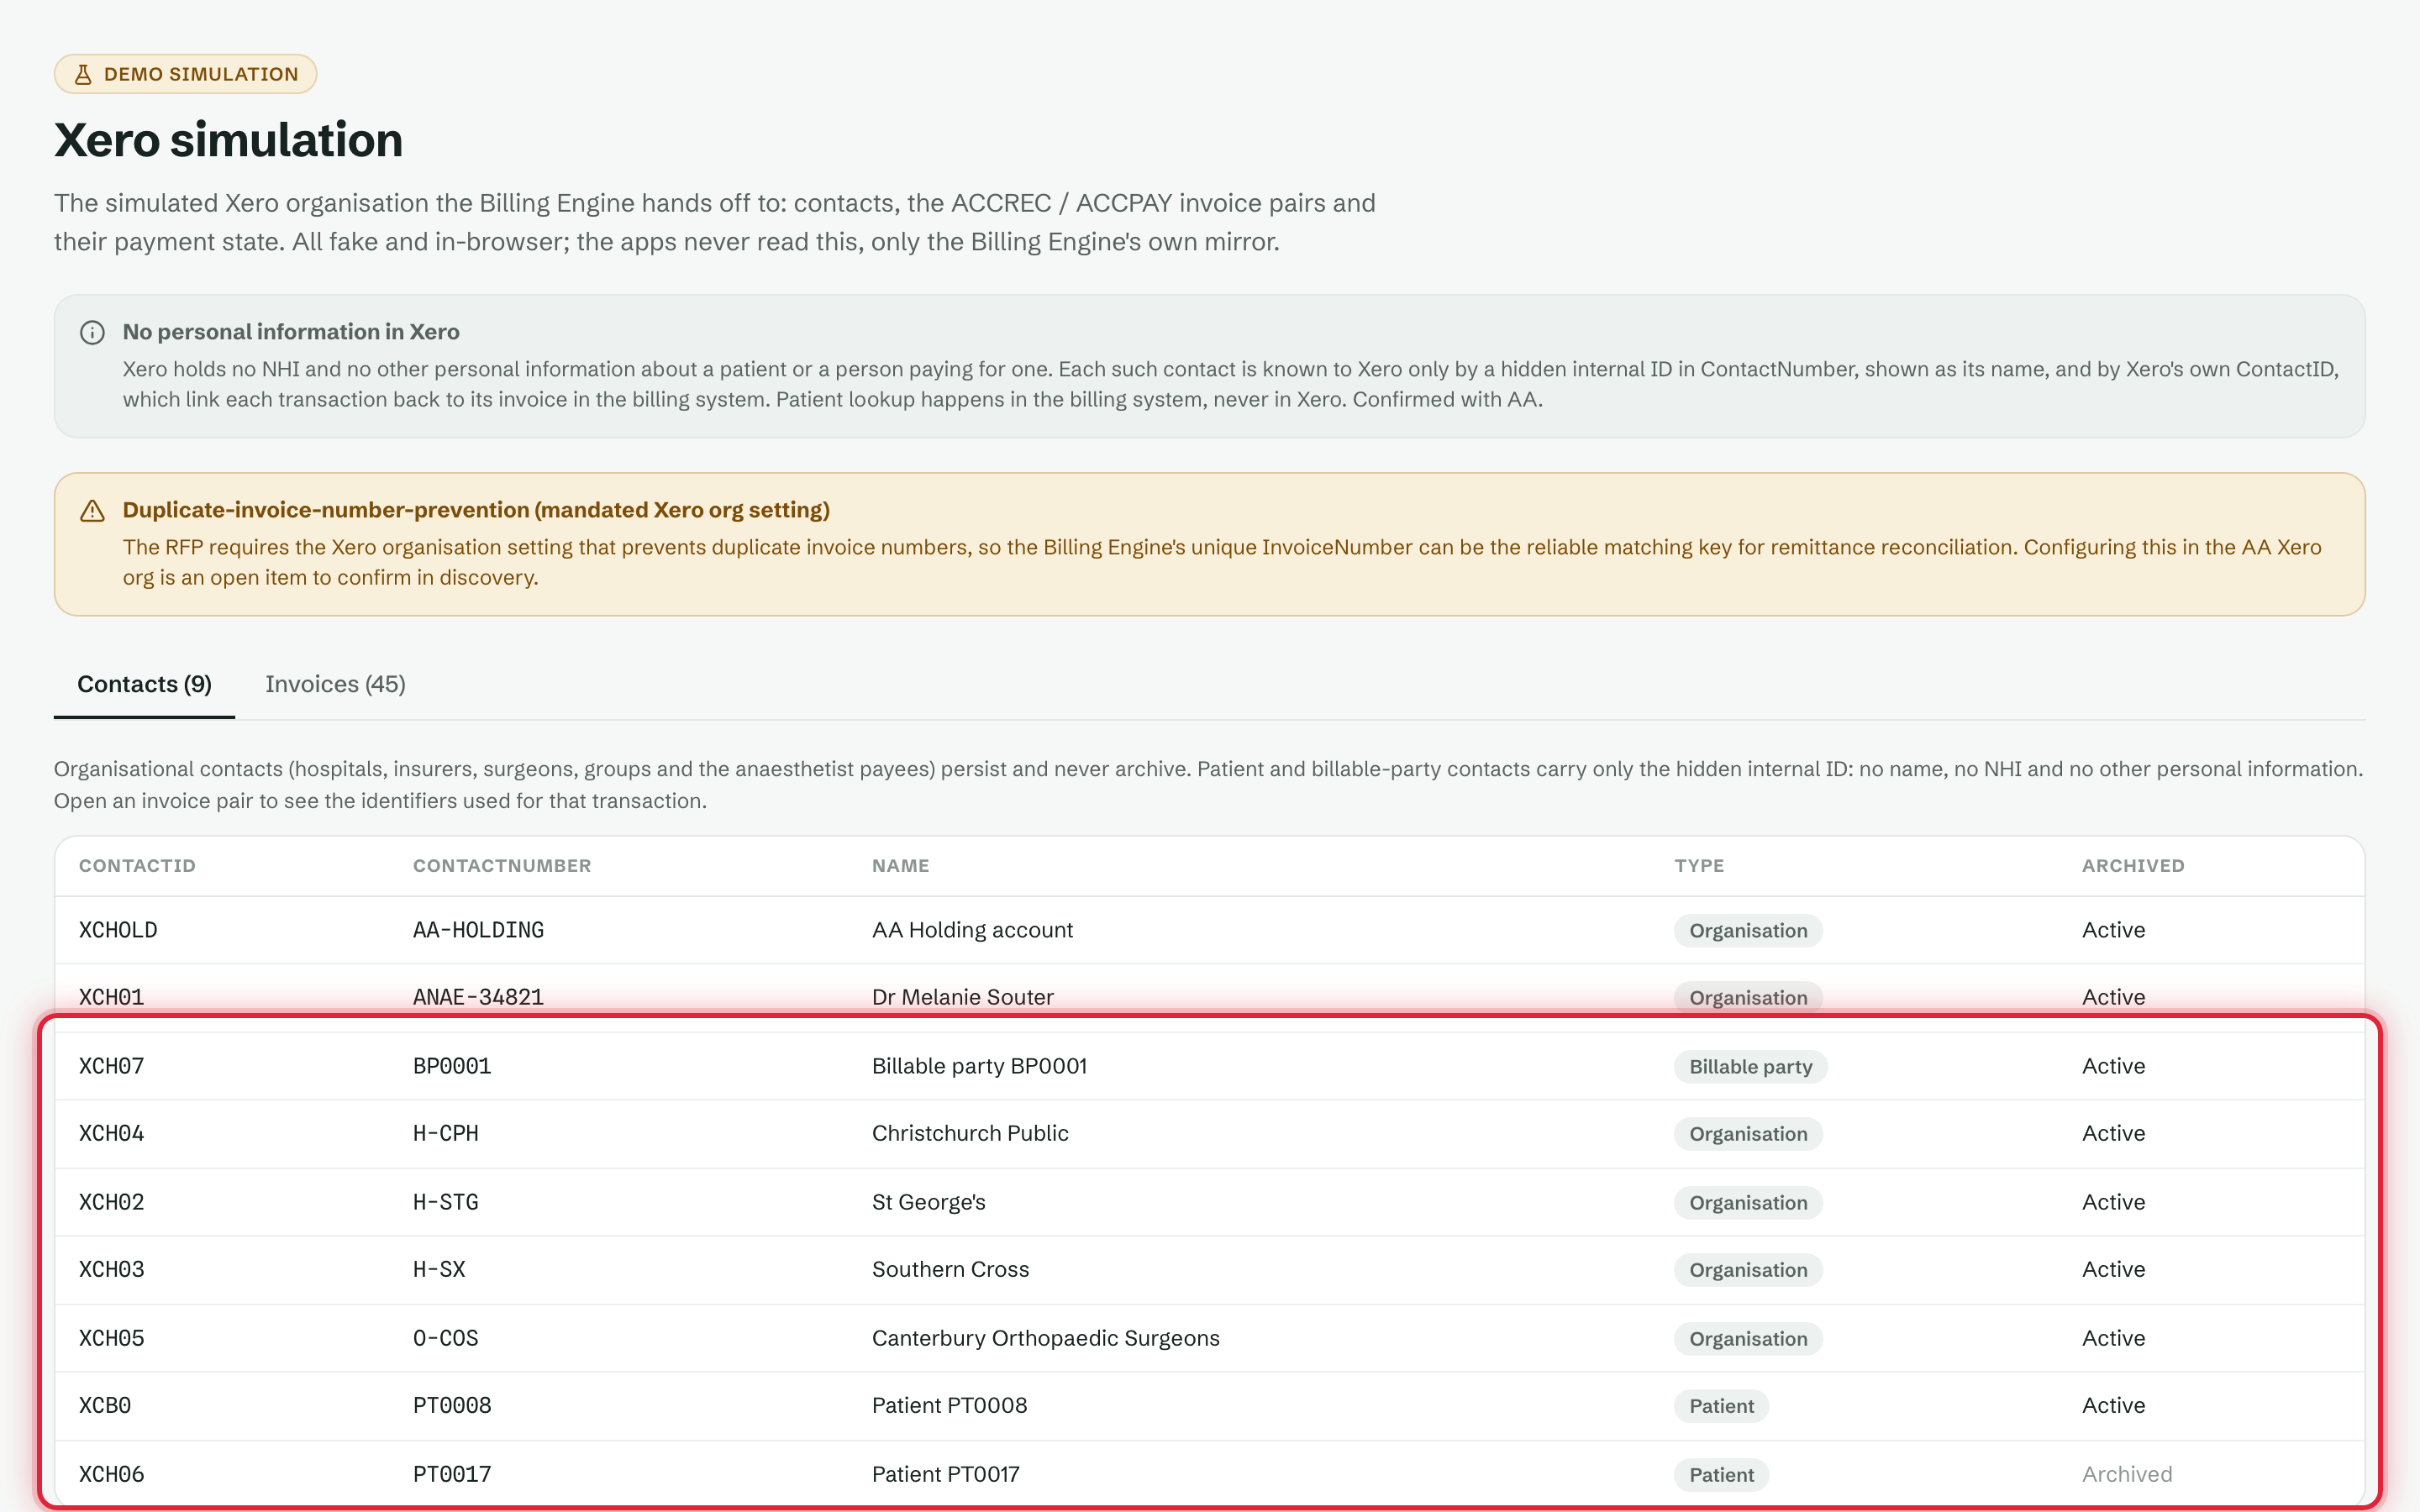 DEMO SIMULATION
Xero simulation
The simulated Xero organisation the Billing Engine hands off to: contacts, the ACCREC / ACCPAY invoice pairs and
their payment state. All fake and in-browser; the apps never read this, only the Billing Engine's own mirror.
No personal information in Xero
Xero holds no NHI and no other personal information about a patient or a person paying for one. Each such contact is known to Xero only by a hidden internal ID in ContactNumber, shown as its name, and by Xero's own ContactID,
which link each transaction back to its invoice in the billing system. Patient lookup happens in the billing system, never in Xero. Confirmed with AA.
Duplicate-invoice-number-prevention (mandated Xero org setting)
The RFP requires the Xero organisation setting that prevents duplicate invoice numbers, so the Billing Engine's unique InvoiceNumber can be the reliable matching key for remittance reconciliation. Configuring this in the AA Xero
org is an open item to confirm in discovery.
Contacts (9) Invoices (45)
Organisational contacts (hospitals, insurers, surgeons, groups and the anaesthetist payees) persist and never archive. Patient and billable-party contacts carry only the hidden internal ID: no name, no NHI and no other personal information.
Open an invoice pair to see the identifiers used for that transaction.
CONTACTID CONTACTNUMBER NAME TYPE ARCHIVED
XCHOLD AA-HOLDING AA Holding account Organisation Active
XCH01 ANAE-34821 Dr Melanie Souter Organisation Active
XCH07 BP0001 Billable party BP0001 Billable party Active
XCH04 H-CPH Christchurch Public Organisation Active
XCH02 H-STG St George's Organisation Active
XCH03 H-SX Southern Cross Organisation Active
XCH05 O-COS Canterbury Orthopaedic Surgeons Organisation Active
XCB0 PT0008 Patient PT0008 Patient Active
XCH06 PT0017 Patient PT0017 Patient Archived